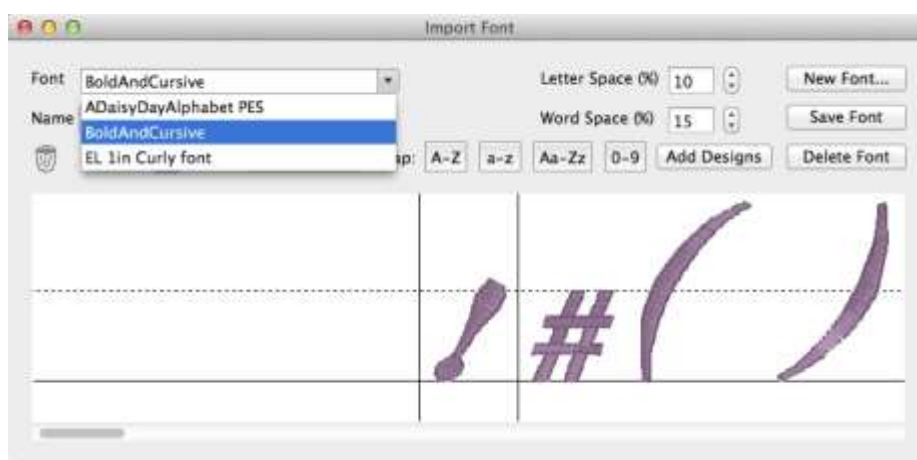 Import Font
Font BoldAndCursive Letter Space (%) 10 New Font...
ADaisyDayAlphabet PES
Name Word Space (%) 15 Save Font
BoldAndCursive
EL 1in Curly font ap: A-Z a-z Aa-Zz 0-9 Add Designs Delete Font
! # ( )